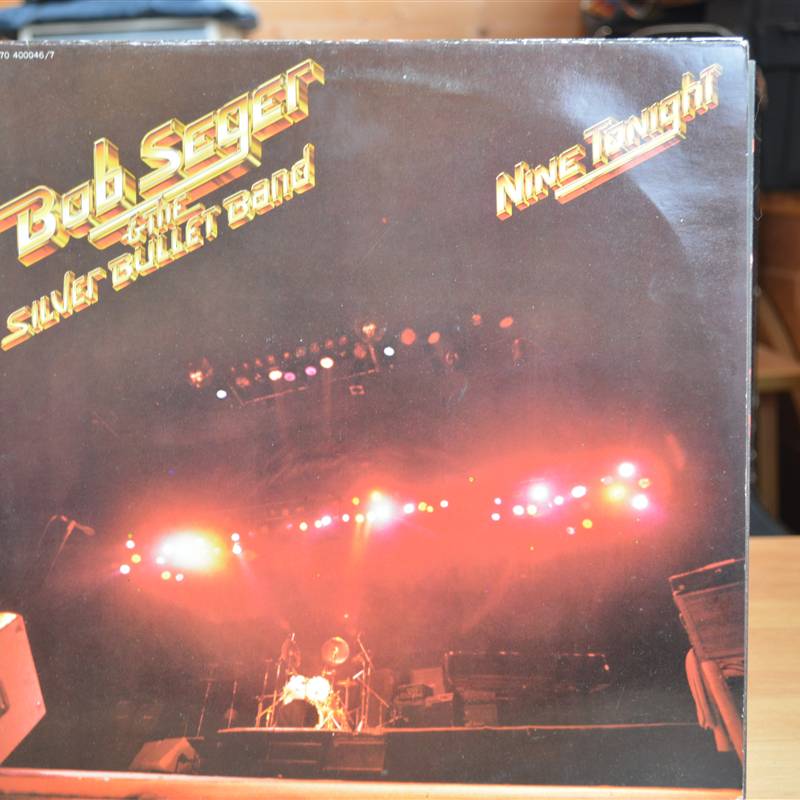 70 400046/7
Bob Seger
& THE
SILVER BULLET BAND
NINE TONIGHT